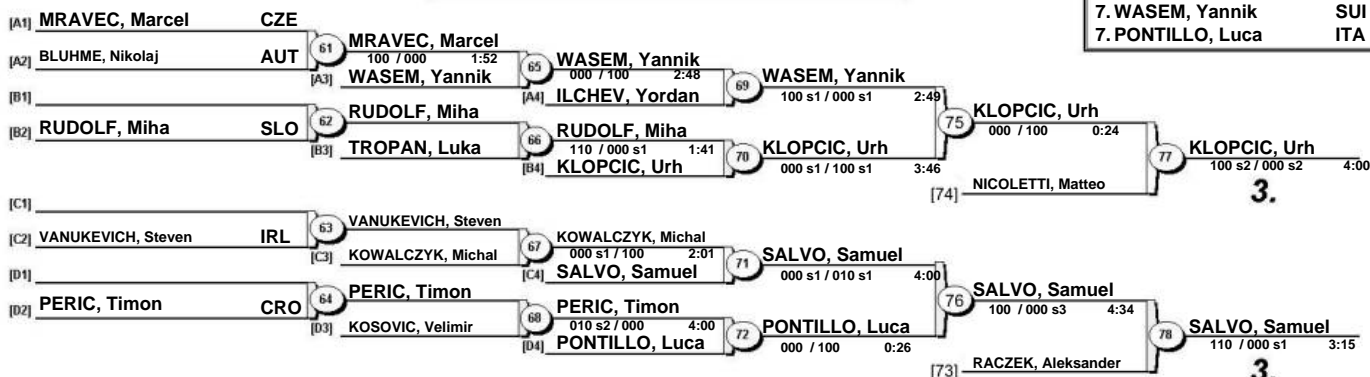 7. WASEM, Yannik SUI
7. PONTILLO, Luca ITA
[A1] MRAVEC, Marcel CZE
[A2] BLUHME, Nikolaj AUT
61 MRAVEC, Marcel
100 / 000 1:52
[A3] WASEM, Yannik
65 WASEM, Yannik
000 / 100 2:48
[A4] ILCHEV, Yordan
69 WASEM, Yannik
100 s1 / 000 s1 2:49
[B1]
[B2] RUDOLF, Miha SLO
62 RUDOLF, Miha
[B3] TROPAN, Luka
66 RUDOLF, Miha
110 / 000 s1 1:41
[B4] KLOPCIC, Urh
70 KLOPCIC, Urh
000 s1 / 100 s1 3:46
75 KLOPCIC, Urh
000 / 100 0:24
[74] NICOLETTI, Matteo
77 KLOPCIC, Urh
100 s2 / 000 s2 4:00
3.
[C1]
[C2] VANUKEVICH, Steven IRL
63 VANUKEVICH, Steven
[C3] KOWALCZYK, Michal
67 KOWALCZYK, Michal
000 s1 / 100 2:01
[C4] SALVO, Samuel
71 SALVO, Samuel
000 s1 / 010 s1 4:00
[D1]
[D2] PERIC, Timon CRO
64 PERIC, Timon
[D3] KOSOVIC, Velimir
68 PERIC, Timon
010 s2 / 000 4:00
[D4] PONTILLO, Luca
72 PONTILLO, Luca
000 / 100 0:26
76 SALVO, Samuel
100 / 000 s3 4:34
[73] RACZEK, Aleksander
78 SALVO, Samuel
110 / 000 s1 3:15
3.